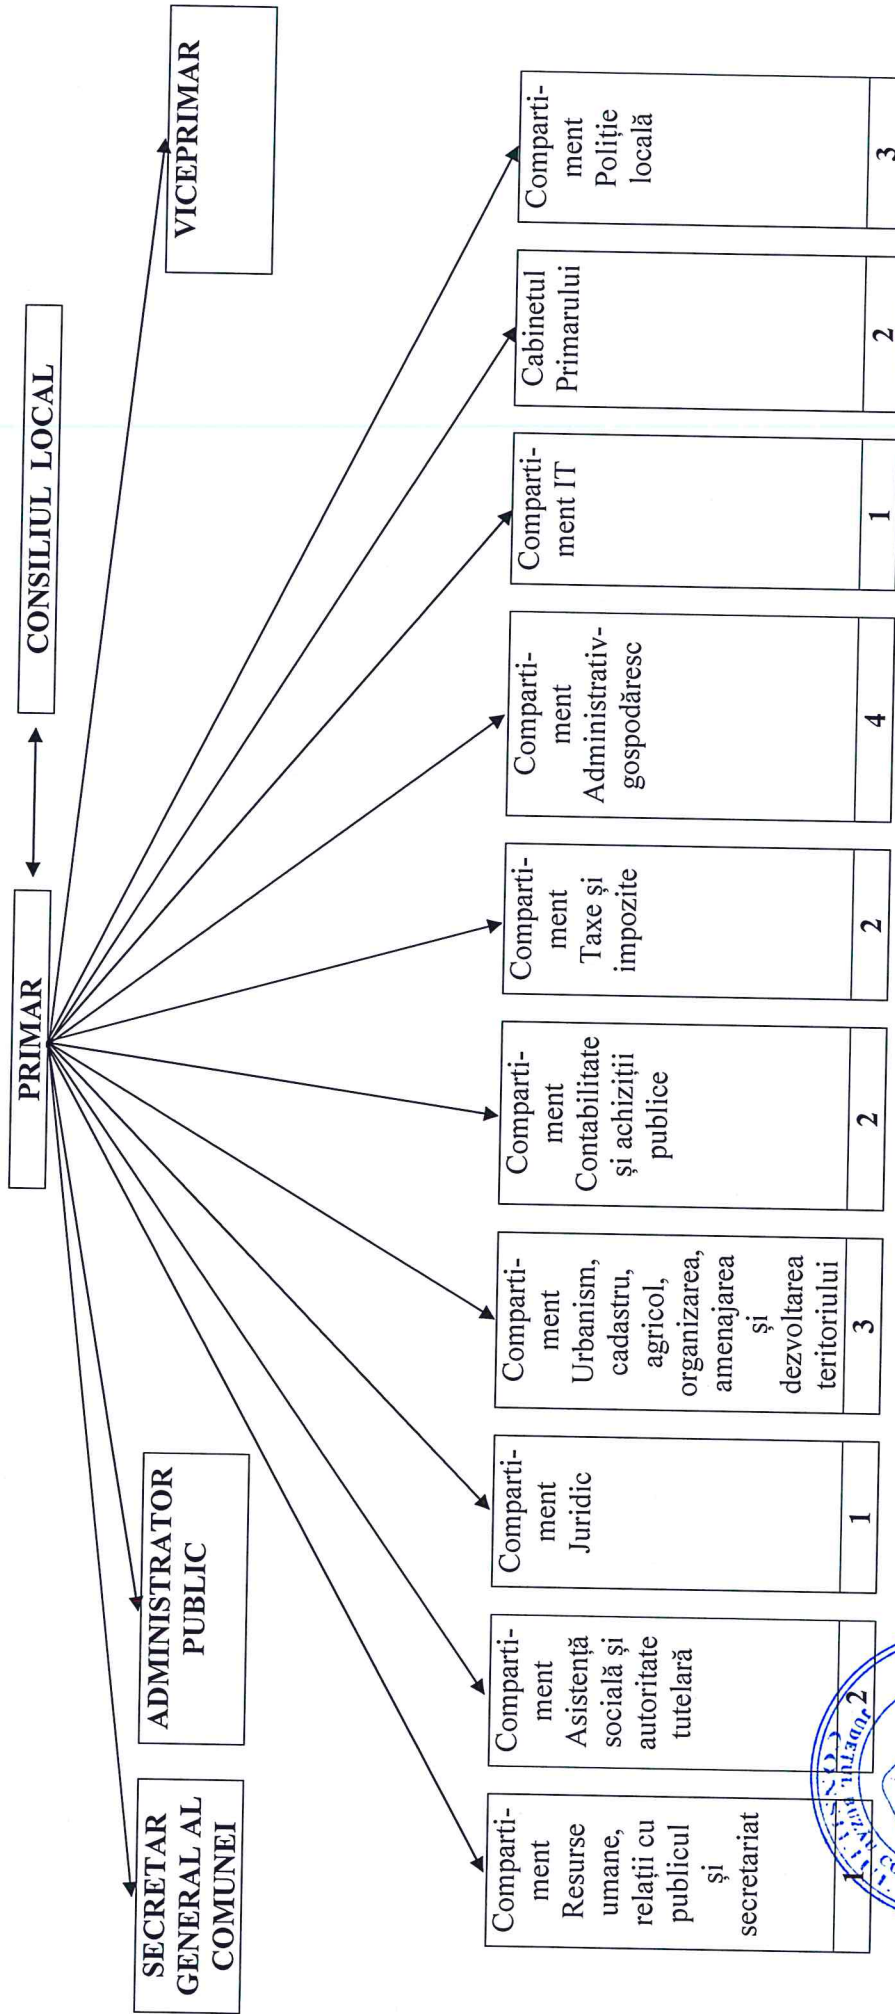 PRIMAR
CONSILIUL LOCAL
SECRETAR
GENERAL AL
COMUNEI
ADMINISTRATOR
PUBLIC
VICEPRIMAR
Comparti-
ment
Resurse
umane,
relații cu
publicul
și
secretariat
1
Comparti-
ment
Asistență
socială și
autoritate
tutelară
2
Comparti-
ment
Juridic
1
Comparti-
ment
Urbanism,
cadastru,
agricol,
organizarea,
amenajarea
și
dezvoltarea
teritoriului
3
Comparti-
ment
Contabilitate
și achiziții
publice
2
Comparti-
ment
Taxe și
impozite
2
Comparti-
ment
Administrativ-
gospodăresc
4
Comparti-
ment IT
1
Cabinetul
Primarului
2
Comparti-
ment
Poliție
locală
3
JUDEȚUL